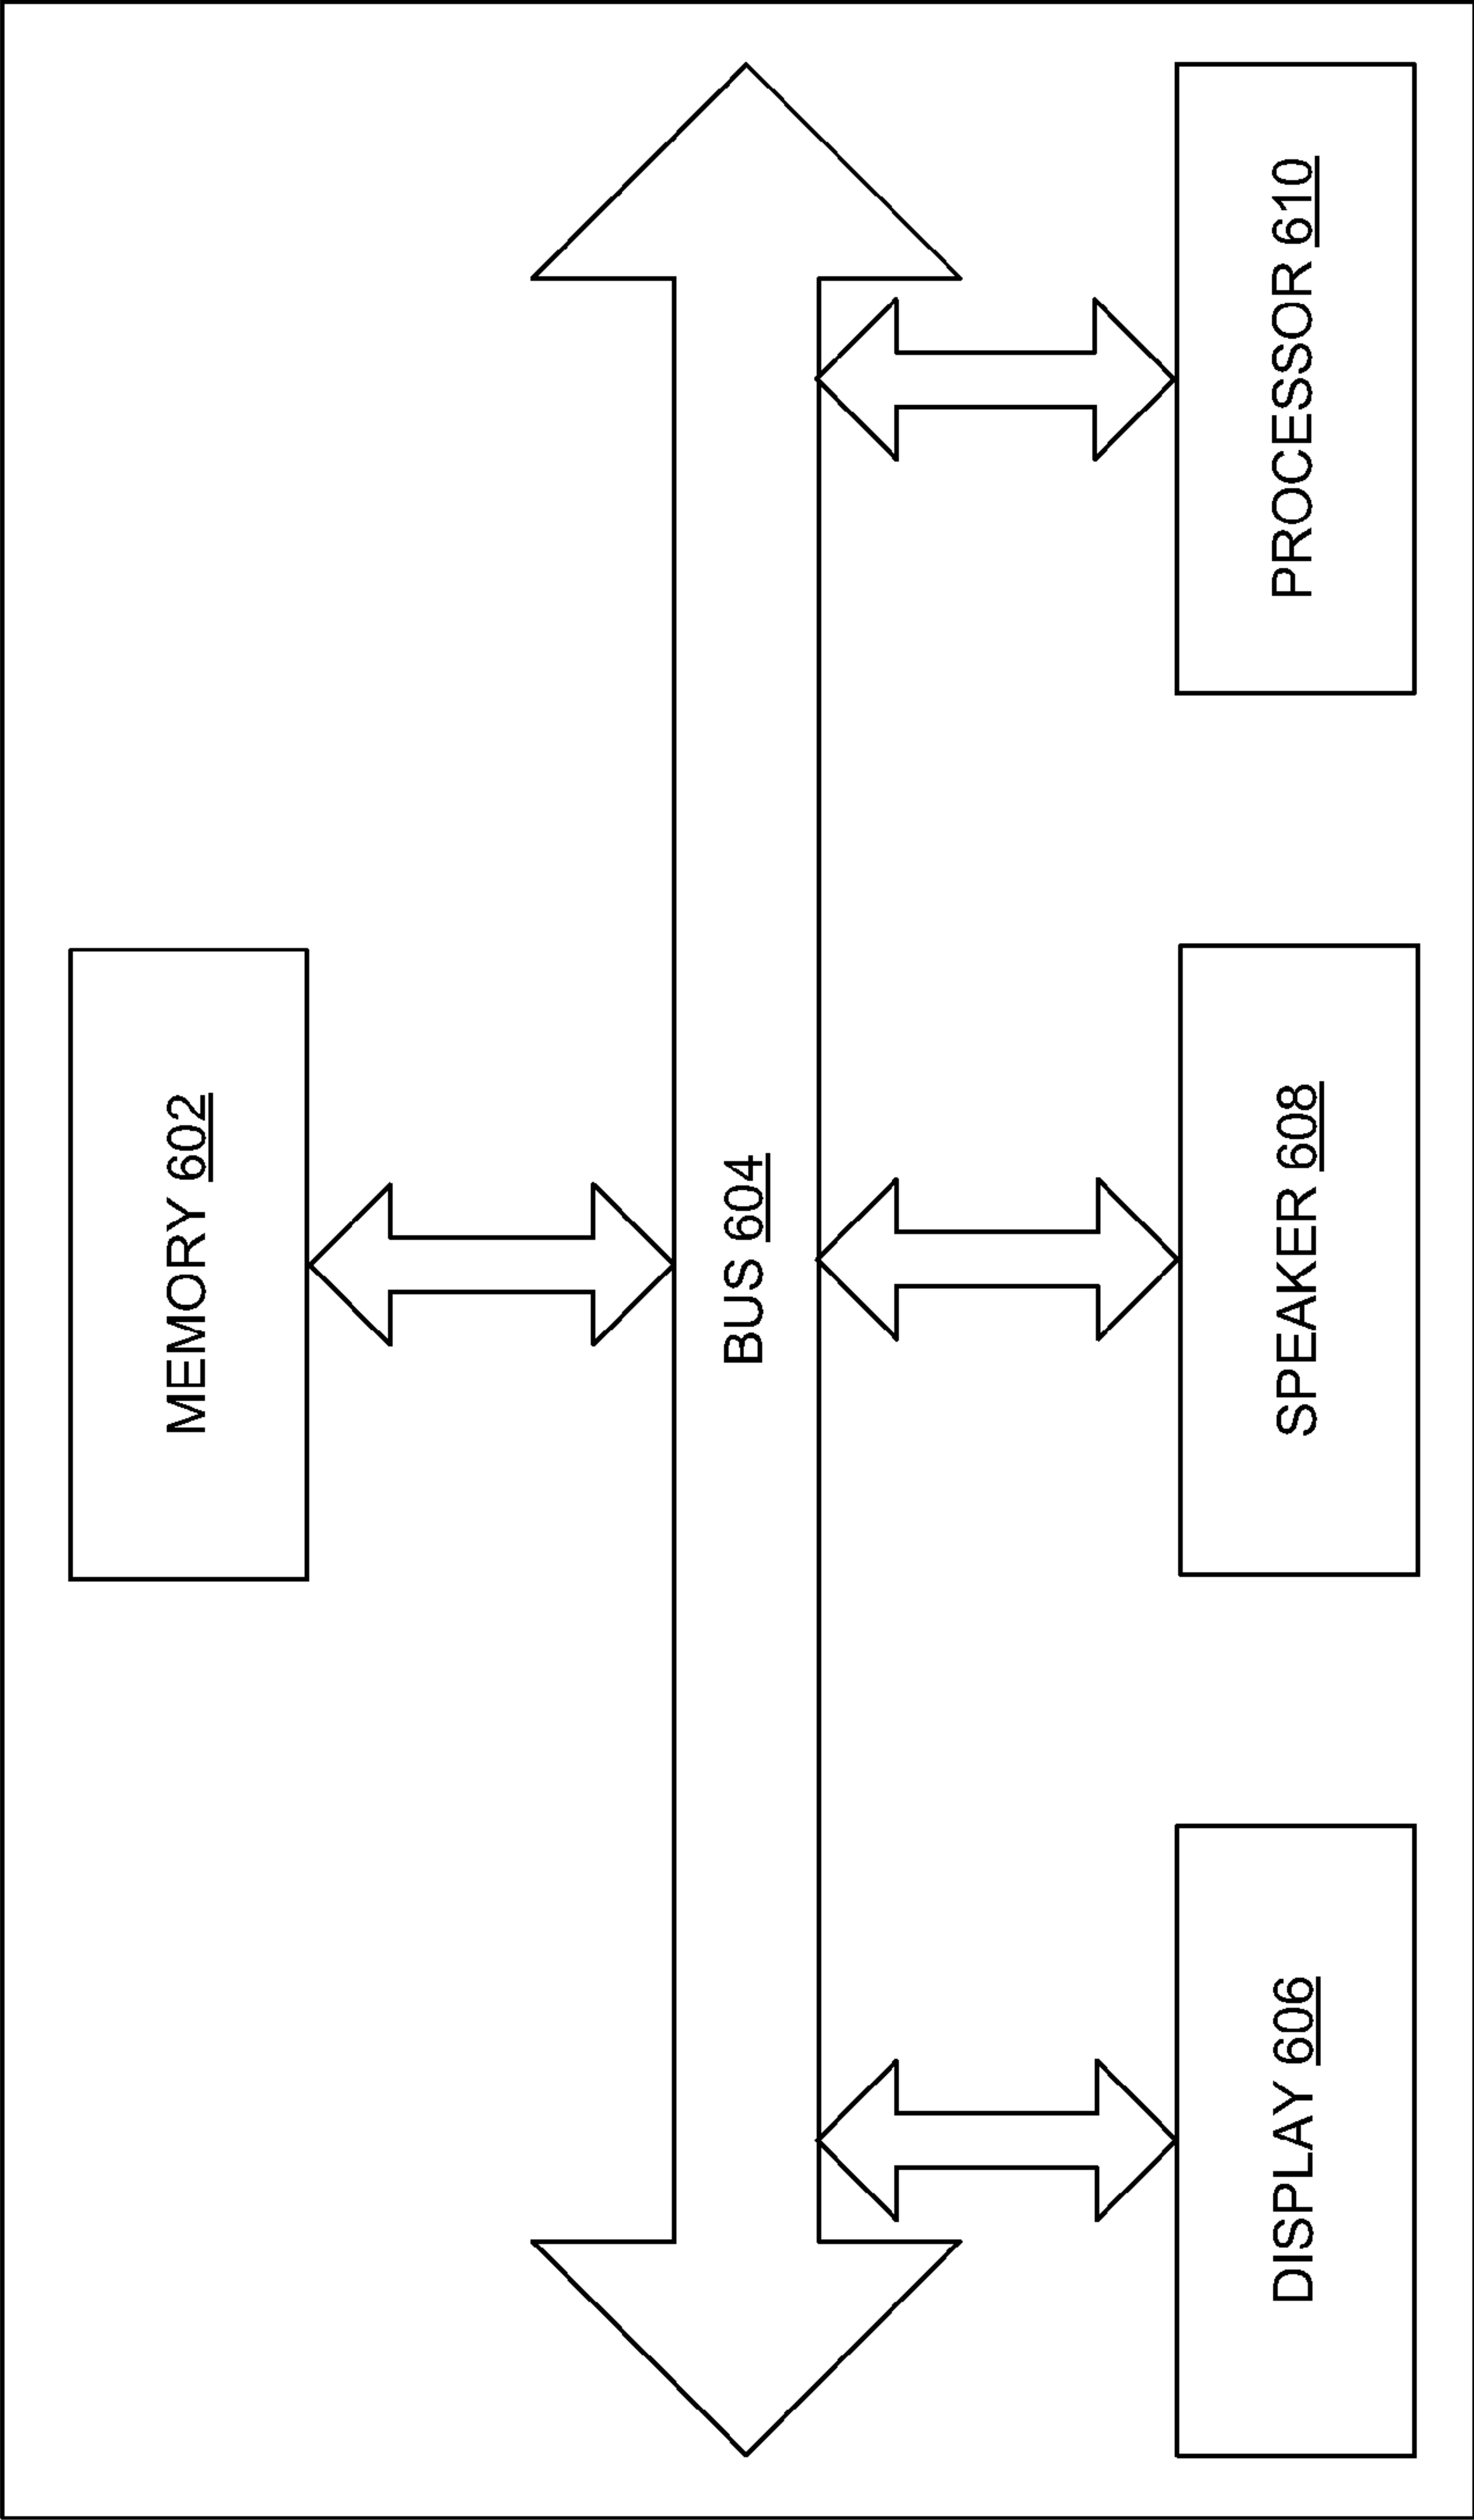 MEMORY 602
BUS 604
DISPLAY 606
SPEAKER 608
PROCESSOR 610